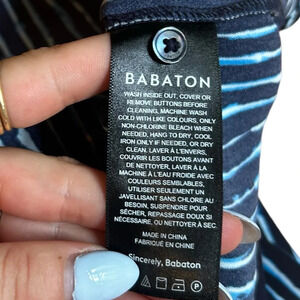 BABATON
WASH INSIDE OUT, COVER OR
REMOVE BUTTONS BEFORE
CLEANING, MACHINE WASH
COLD WITH LIKE COLOURS, ONLY
NON-CHLORINE BLEACH WHEN
NEEDED, HANG TO DRY, COOL
IRON ONLY IF NEEDED, OR DRY
CLEAN. LAVER À L'ENVERS,
COUVRIR LES BOUTONS AVANT
DE NETTOYER, LAVER À LA
MACHINE À L'EAU FROIDE AVEC
COULEURS SEMBLABLES,
UTILISER SEULEMENT UN
JAVELLISANT SANS CHLORE AU
BESOIN, SUSPENDRE POUR
SÉCHER, REPASSAGE DOUX SI
NÉCESSAIRE, OU NETTOYER À SEC.
MADE IN CHINA
FABRIQUÉ EN CHINE
Sincerely, Babaton